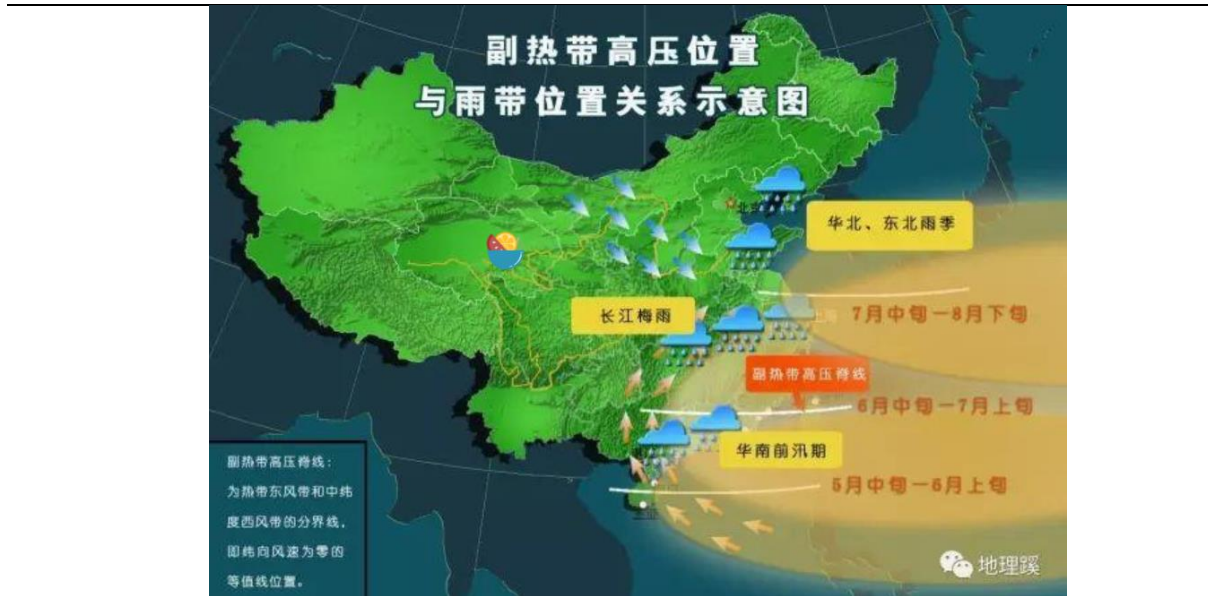 副热带高压位置
与雨带位置关系示意图
北京
华北、东北雨季
7月中旬—8月下旬
长江梅雨
上海
副热带高压脊线
6月中旬—7月上旬
华南前汛期
5月中旬—6月上旬
副热带高压脊线：
为热带东风带和中纬
度西风带的分界线，
即纬向风速为零的
等值线位置。
地理蹊